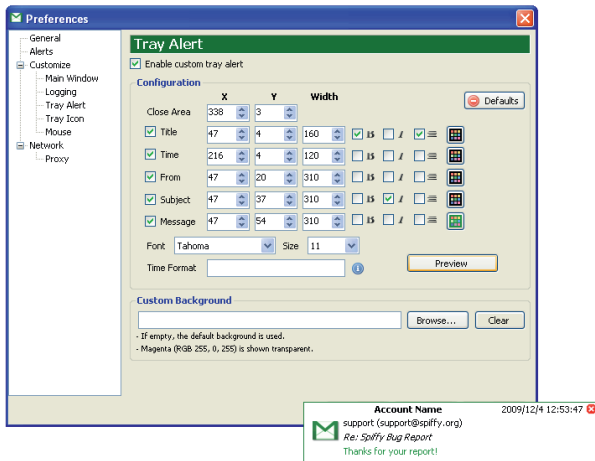 Preferences
General
Alerts
Customize
Main Window
Logging
Tray Alert
Tray Icon
Mouse
Network
Proxy
Tray Alert
Enable custom tray alert
Configuration
X Y Width
Defaults
Close Area 338 3
Title 47 4 160 B I
Time 216 4 120 B I
From 47 20 310 B I
Subject 47 37 310 B I
Message 47 54 310 B I
Font Tahoma Size 11
Time Format Preview
Custom Background
Browse... Clear
- If empty, the default background is used.
- Magenta (RGB 255, 0, 255) is shown transparent.
Account Name 2009/12/4 12:53:47
support (support@spiffy.org)
Re: Spiffy Bug Report
Thanks for your report!